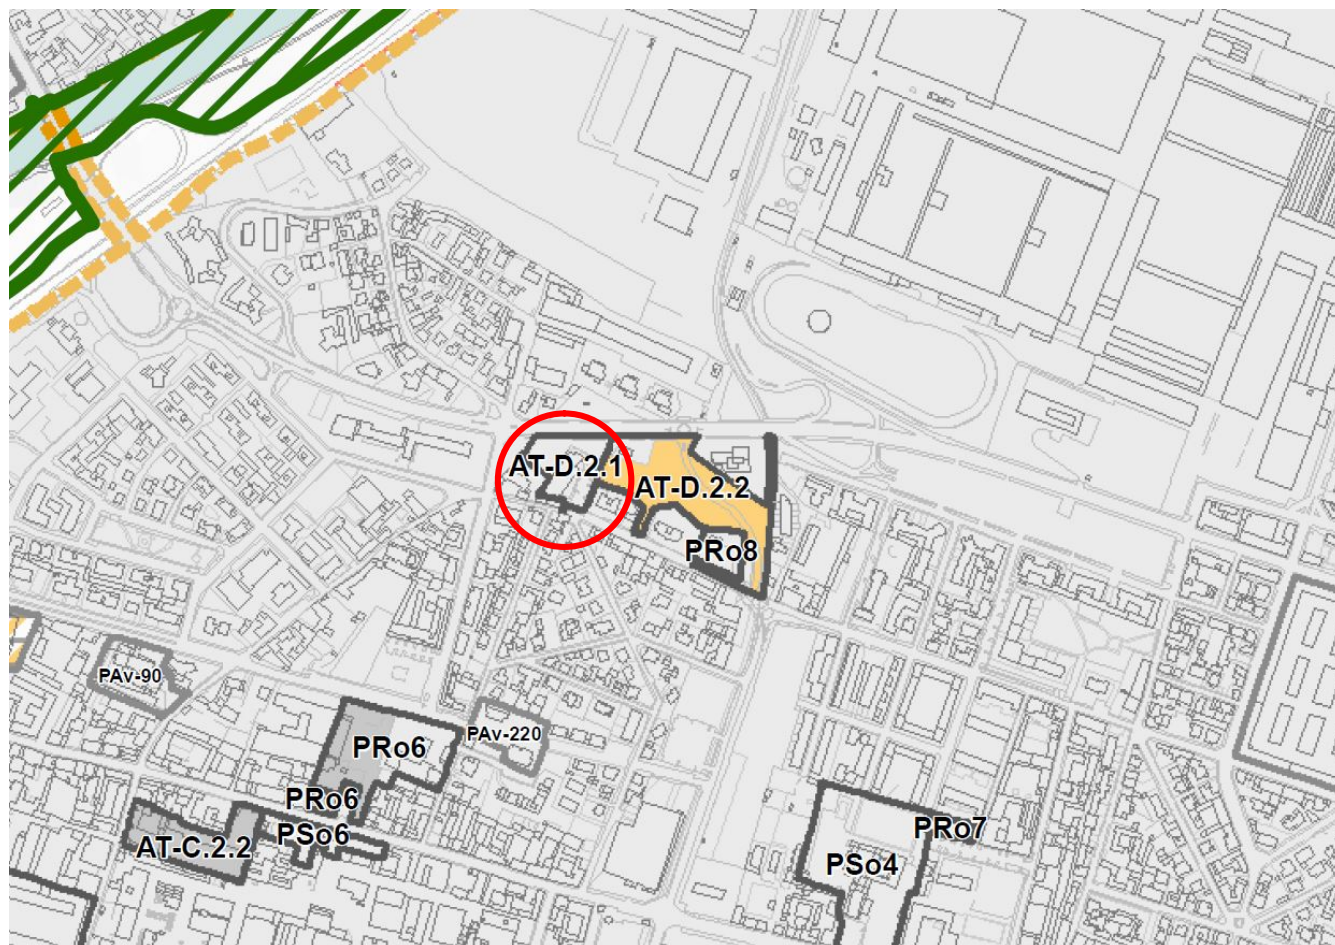 AT-D.2.1
AT-D.2.2
PRo8
PAv-90
PAv-220
PRo6
PRo6
PSo6
AT-C.2.2
PRo7
PSo4